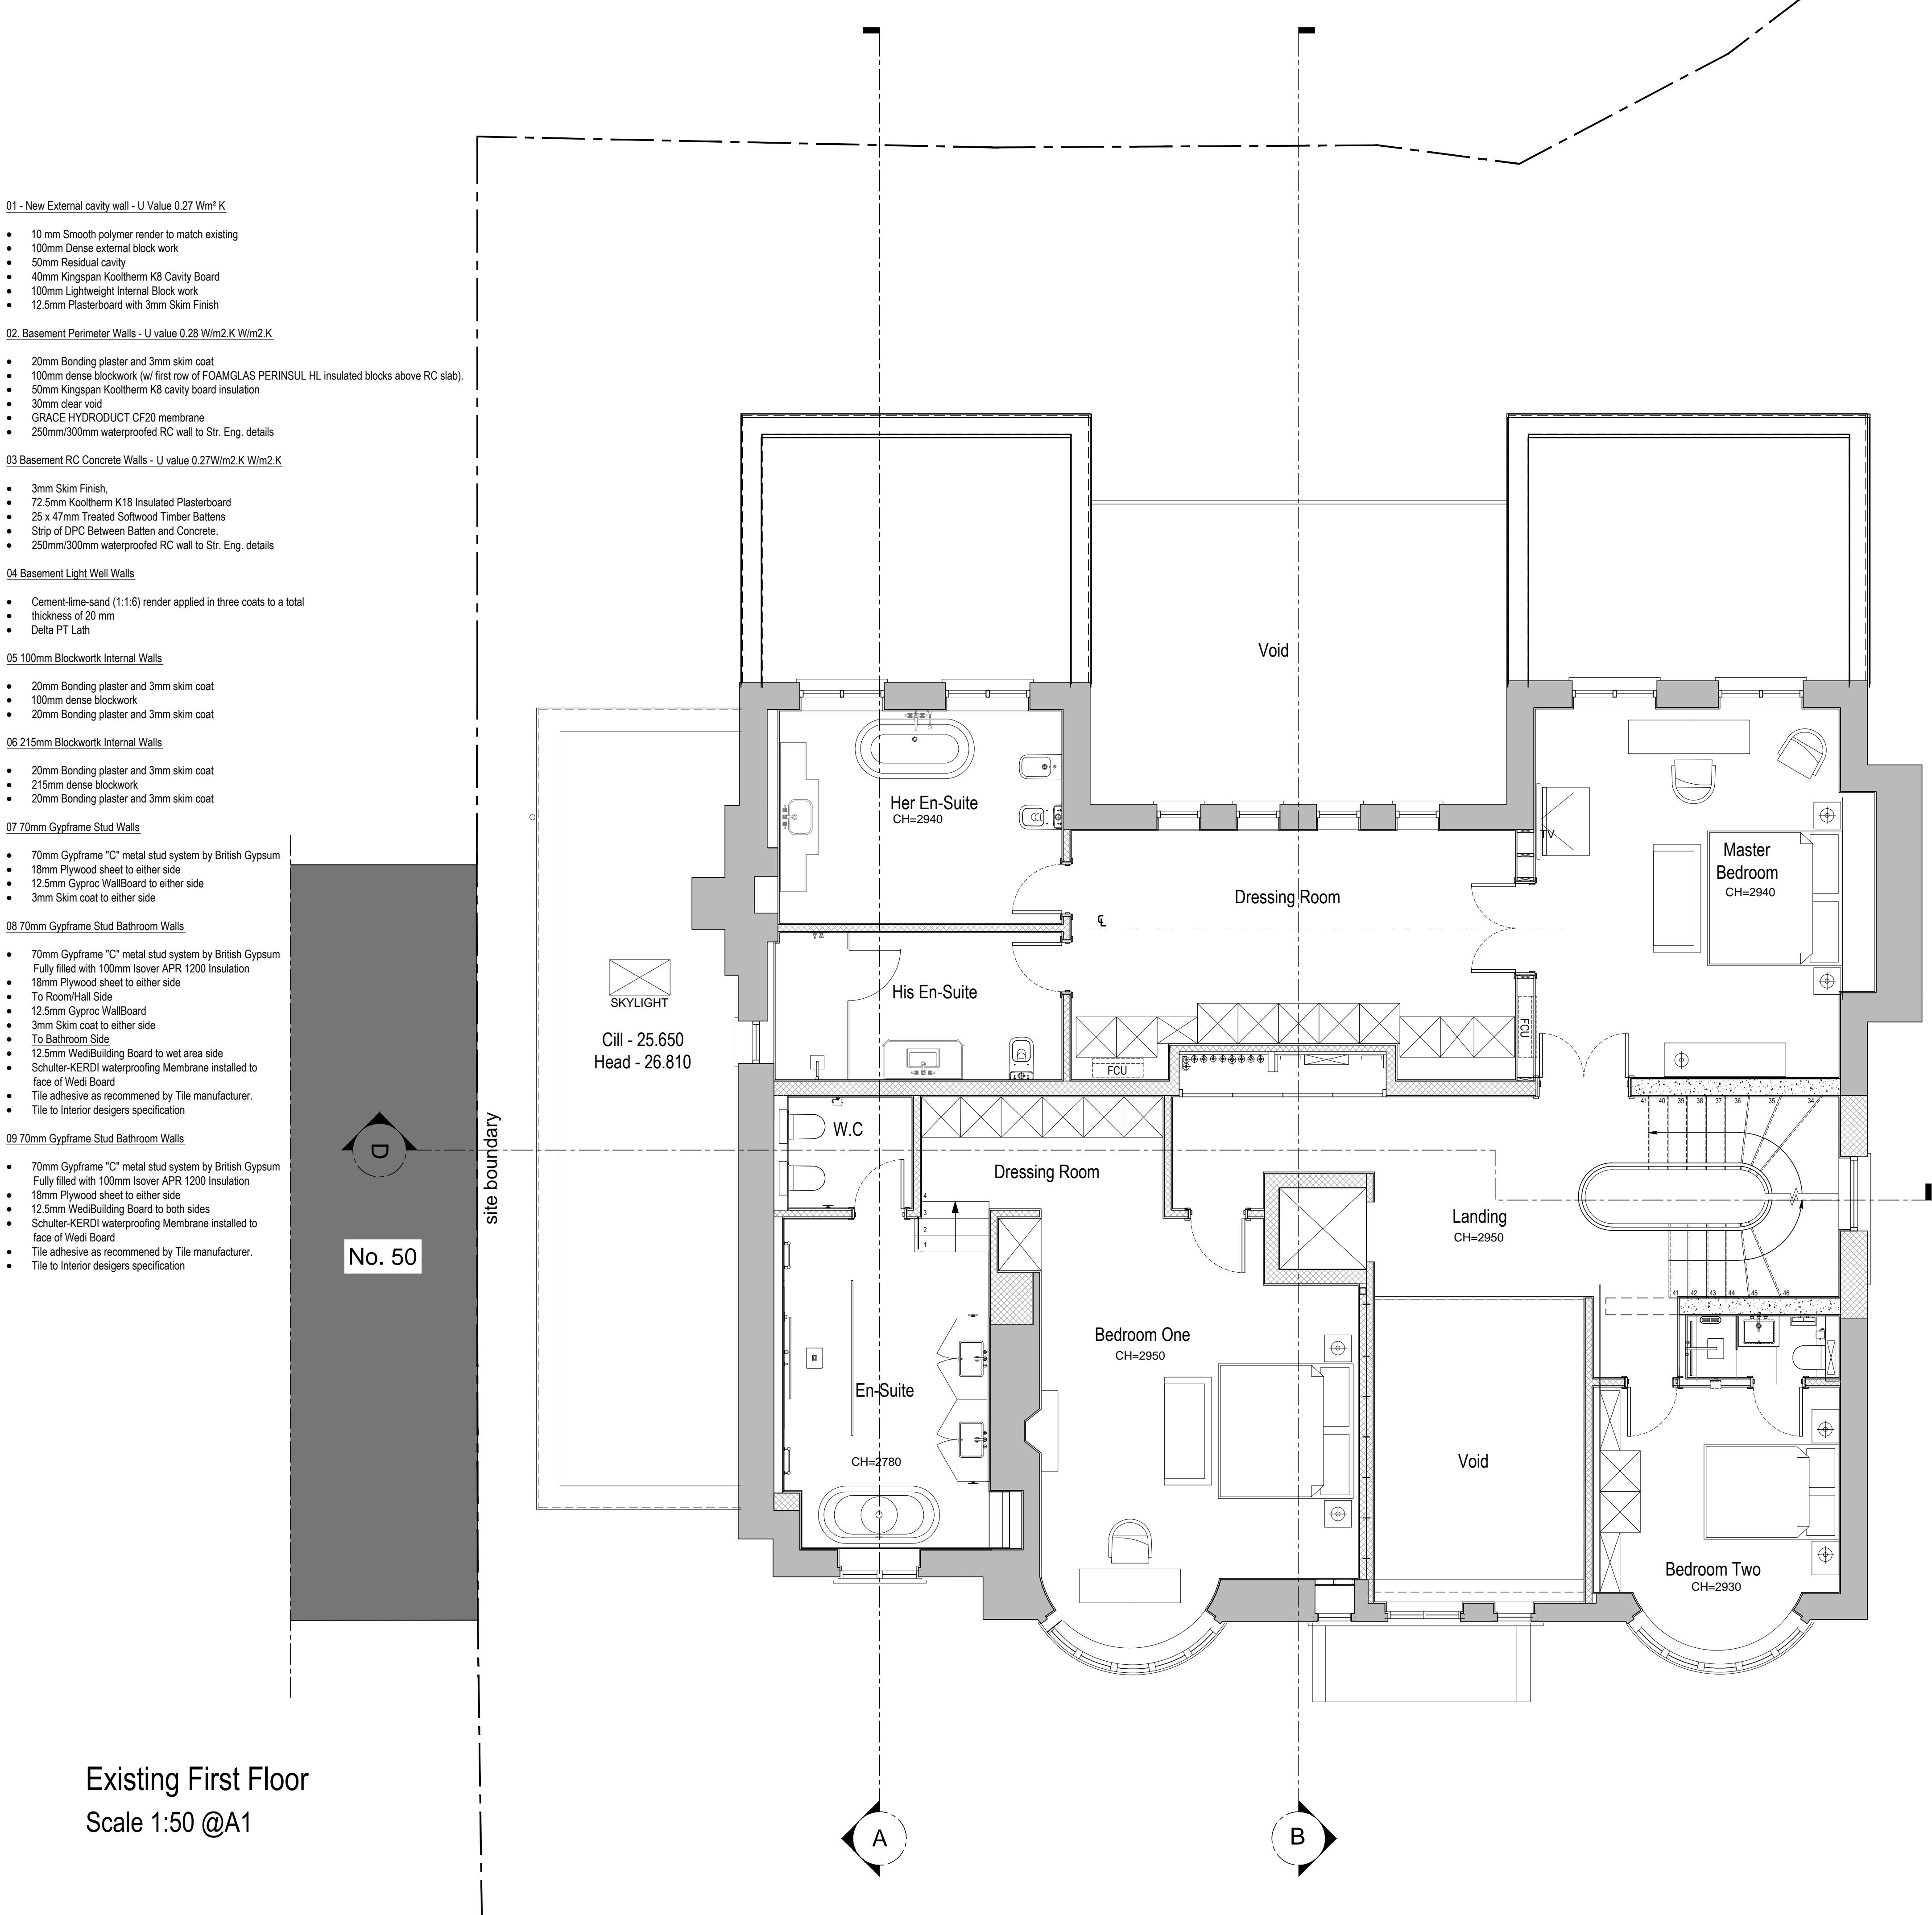 01 - New External cavity wall - U Value 0.27 Wm² K
• 10 mm Smooth polymer render to match existing
• 100mm Dense external block work
• 50mm Residual cavity
• 40mm Kingspan Kooltherm K8 Cavity Board
• 100mm Lightweight Internal Block work
• 12.5mm Plasterboard with 3mm Skim Finish
02. Basement Perimeter Walls - U value 0.28 W/m2.K W/m2.K
• 20mm Bonding plaster and 3mm skim coat
• 100mm dense blockwork (w/ first row of FOAMGLAS PERINSUL HL insulated blocks above RC slab).
• 50mm Kingspan Kooltherm K8 cavity board insulation
• 30mm clear void
• GRACE HYDRODUCT CF20 membrane
• 250mm/300mm waterproofed RC wall to Str. Eng. details
03 Basement RC Concrete Walls - U value 0.27W/m2.K W/m2.K
• 3mm Skim Finish,
• 72.5mm Kooltherm K18 Insulated Plasterboard
• 25 x 47mm Treated Softwood Timber Battens
• Strip of DPC Between Batten and Concrete.
• 250mm/300mm waterproofed RC wall to Str. Eng. details
04 Basement Light Well Walls
• Cement-lime-sand (1:1:6) render applied in three coats to a total
• thickness of 20 mm
• Delta PT Lath
05 100mm Blockwortk Internal Walls
• 20mm Bonding plaster and 3mm skim coat
• 100mm dense blockwork
• 20mm Bonding plaster and 3mm skim coat
06 215mm Blockwortk Internal Walls
• 20mm Bonding plaster and 3mm skim coat
• 215mm dense blockwork
• 20mm Bonding plaster and 3mm skim coat
07 70mm Gypframe Stud Walls
• 70mm Gypframe "C" metal stud system by British Gypsum
• 18mm Plywood sheet to either side
• 12.5mm Gyproc WallBoard to either side
• 3mm Skim coat to either side
08 70mm Gypframe Stud Bathroom Walls
• 70mm Gypframe "C" metal stud system by British Gypsum
Fully filled with 100mm Isover APR 1200 Insulation
• 18mm Plywood sheet to either side
• To Room/Hall Side
• 12.5mm Gyproc WallBoard
• 3mm Skim coat to either side
• To Bathroom Side
• 12.5mm WediBuilding Board to wet area side
• Schulter-KERDI waterproofing Membrane installed to
face of Wedi Board
• Tile adhesive as recommened by Tile manufacturer.
• Tile to Interior desigers specification
09 70mm Gypframe Stud Bathroom Walls
• 70mm Gypframe "C" metal stud system by British Gypsum
Fully filled with 100mm Isover APR 1200 Insulation
• 18mm Plywood sheet to either side
• 12.5mm WediBuilding Board to both sides
• Schulter-KERDI waterproofing Membrane installed to
face of Wedi Board
• Tile adhesive as recommened by Tile manufacturer.
• Tile to Interior desigers specification
Void
Her En-Suite
CH=2940
TV
Master
Bedroom
CH=2940
Dressing Room
℄
His En-Suite
SKYLIGHT
Cill - 25.650
Head - 26.810
FCU
FCU
41 40 39 38 37 36 35 34
W.C
D
site boundary
Dressing Room
4
3
2
1
Landing
CH=2950
No. 50
41 42 43 44 45 46
Bedroom One
CH=2950
En-Suite
CH=2780
Void
Bedroom Two
CH=2930
Existing First Floor
Scale 1:50 @A1
A
B